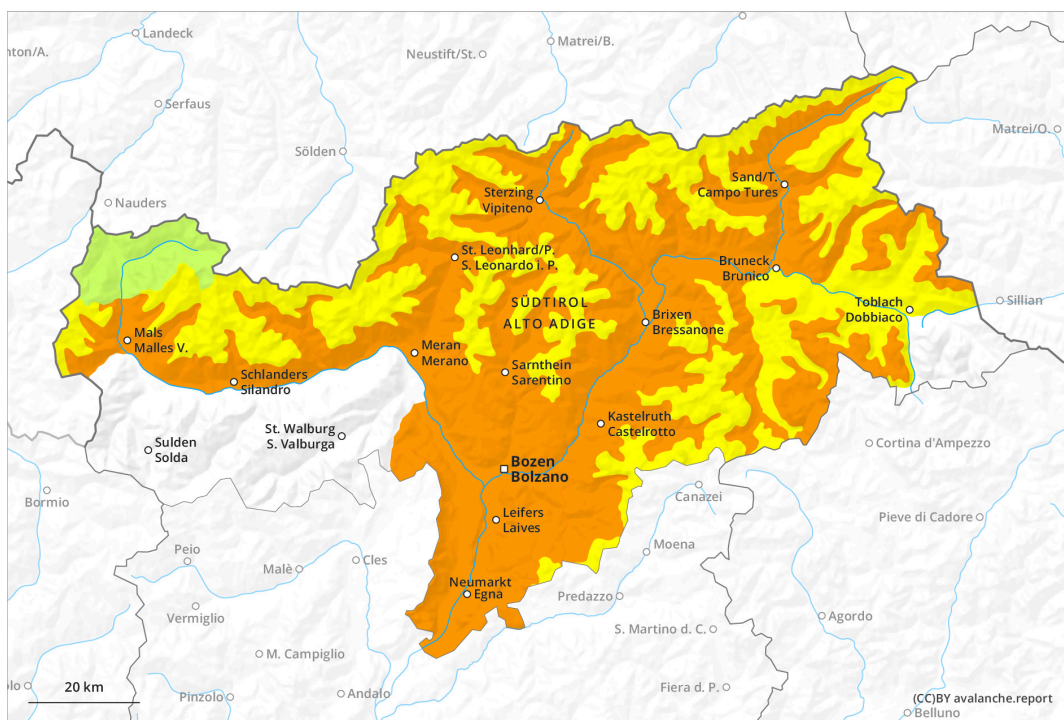 Landeck
nton/A.
Neustift/St.
Matrei/B.
Serfaus
Sölden
Matrei/O.
Nauders
Sterzing
Vipiteno
Sand/T.
Campo Tures
St. Leonhard/P.
S. Leonardo i. P.
Bruneck
Brunico
SÜDTIROL
ALTO ADIGE
Toblach
Dobbiaco
Sillian
Brixen
Bressanone
Mals
Malles V.
Meran
Merano
Schlanders
Silandro
Sarnthein
Sarentino
Kastelruth
Castelrotto
St. Walburg
S. Valburga
Sulden
Solda
Cortina d'Ampezzo
Bozen
Bolzano
Bormio
Canazei
Leifers
Laives
Pieve di Cadore
Peio
Cles
Moena
Malè
Neumarkt
Egna
Predazzo
Vermiglio
Agordo
S. Martino d. C.
M. Campiglio
20 km
olo
Pinzolo
Andalo
Fiera d. P.
(CC)BY avalanche.report
Belluno